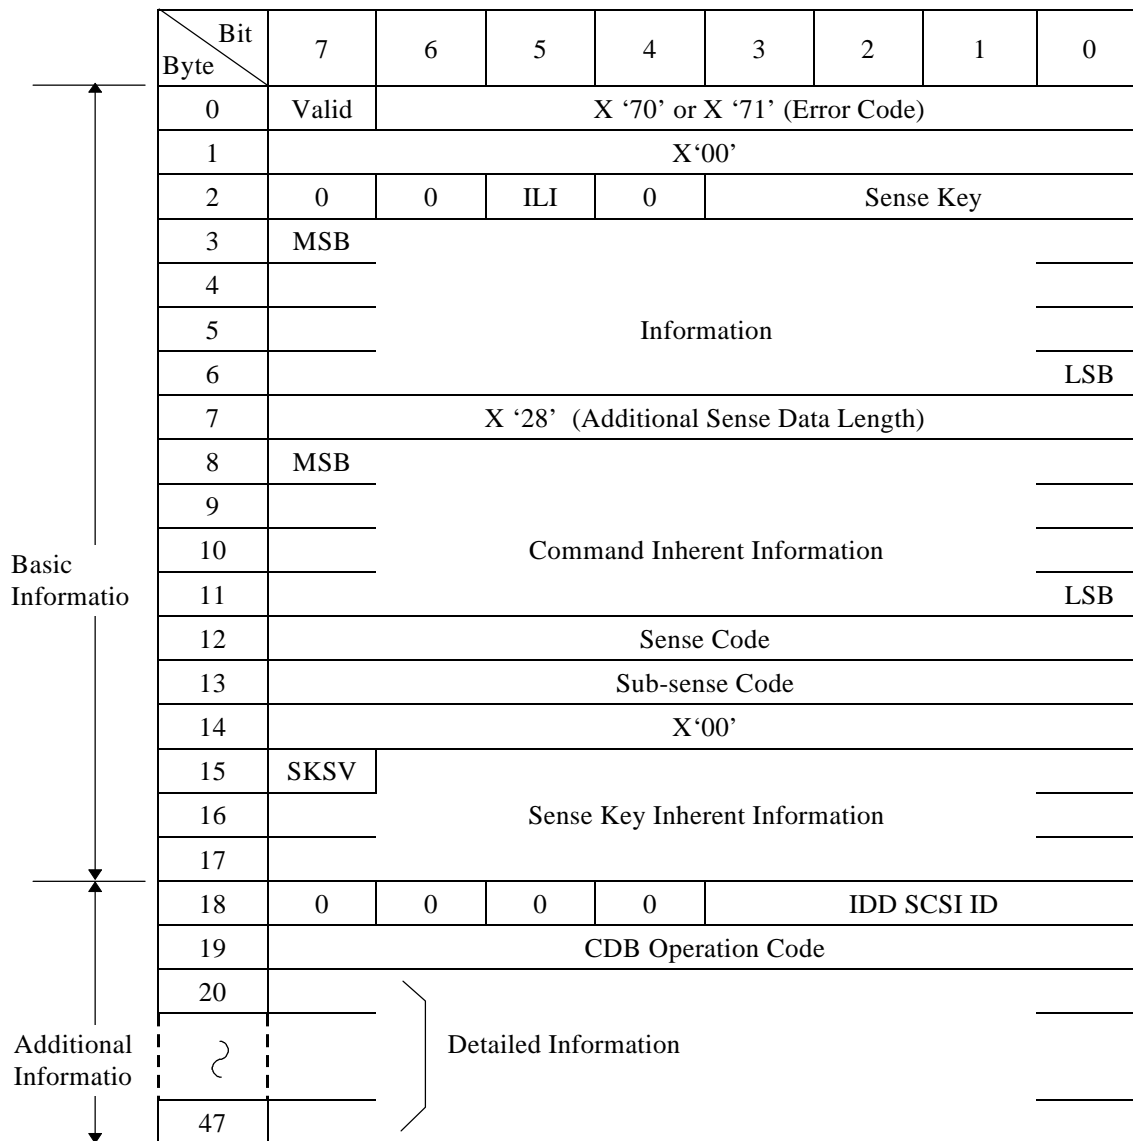 Bit
Byte
7 6 5 4 3 2 1 0
0 Valid X ‘70’ or X ‘71’ (Error Code)
1 X‘00’
2 0 0 ILI 0 Sense Key
3 MSB
4
5 Information
6 LSB
7 X ‘28’ (Additional Sense Data Length)
8 MSB
9
10 Command Inherent Information
11 LSB
12 Sense Code
13 Sub-sense Code
14 X‘00’
15 SKSV
16 Sense Key Inherent Information
17
Basic
Informatio
18 0 0 0 0 IDD SCSI ID
19 CDB Operation Code
20
Detailed Information
47
Additional
Informatio